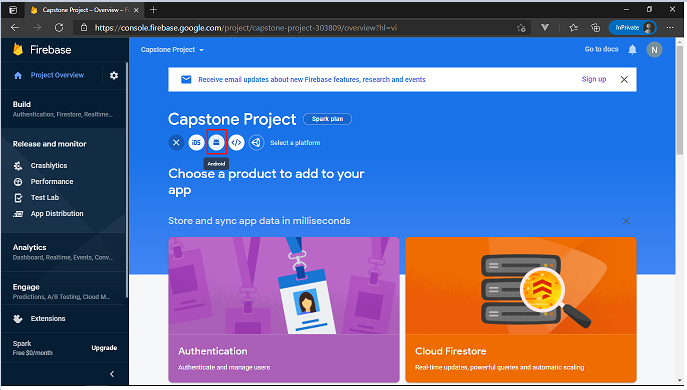 Capstone Project – Overview – Fi
https://console.firebase.google.com/project/capstone-project-303809/overview?hl=vi
InPrivate
Firebase
Capstone Project
Go to docs
N
Project Overview
Receive email updates about new Firebase features, research and events
Sign up
Build
Authentication, Firestore, Realtime...
Capstone Project
Spark plan
iOS
</>
Select a platform
Android
Release and monitor
Crashlytics
Performance
Test Lab
App Distribution
Choose a product to add to your
app
Store and sync app data in milliseconds
Analytics
Dashboard, Realtime, Events, Conv...
Engage
Predictions, A/B Testing, Cloud M...
Extensions
Spark
Free $0/month
Upgrade
Authentication
Authenticate and manage users
Cloud Firestore
Real-time updates, powerful queries and automatic scaling